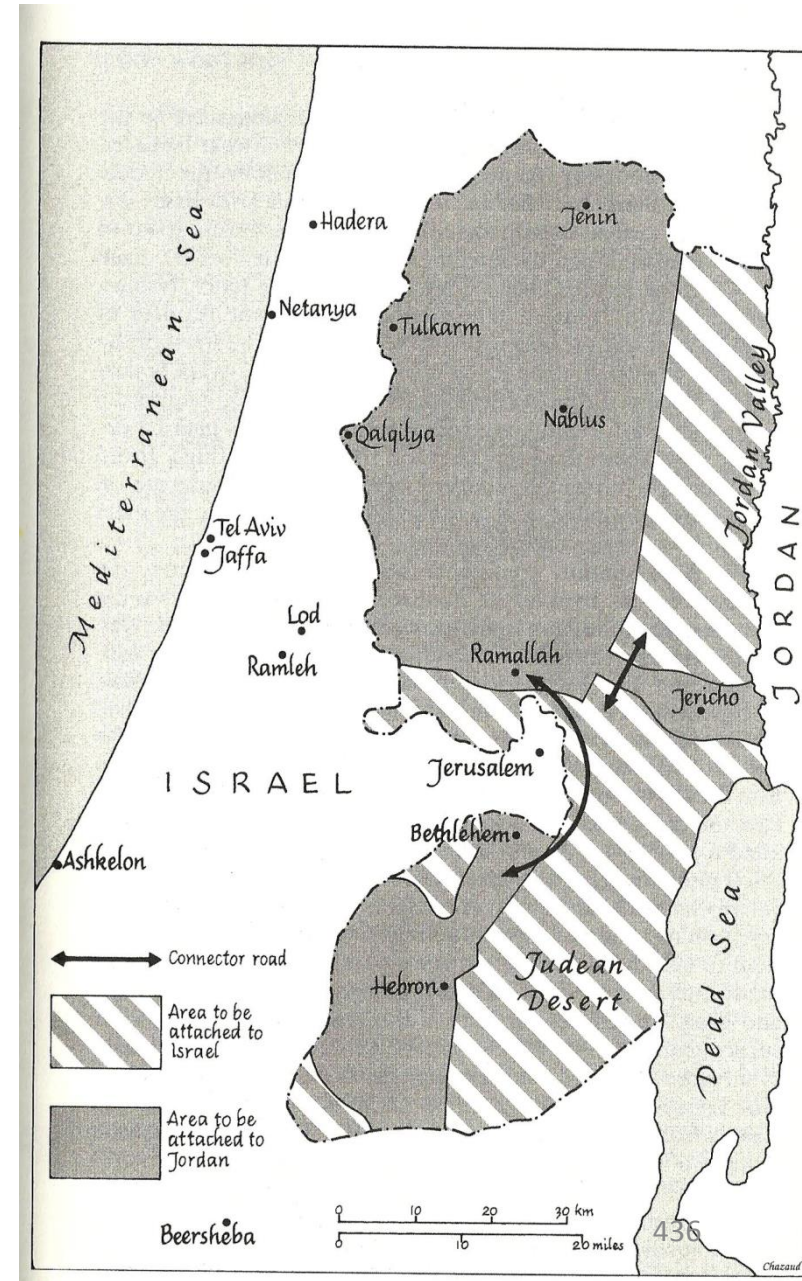 Mediterranean Sea
Hadera
Jenin
Netanya
Tulkarm
Jordan Valley
Nablus
Qalqilya
JORDAN
Tel Aviv
Jaffa
Lod
Ramleh
Ramallah
Jericho
Jerusalem
ISRAEL
Bethlehem
Ashkelon
Dead Sea
Judean
Desert
Hebron
Connector road
Area to be
attached to
Israel
Area to be
attached to
Jordan
Beersheba
0 10 20 30 km
0 10 20 miles
436
Chazaud